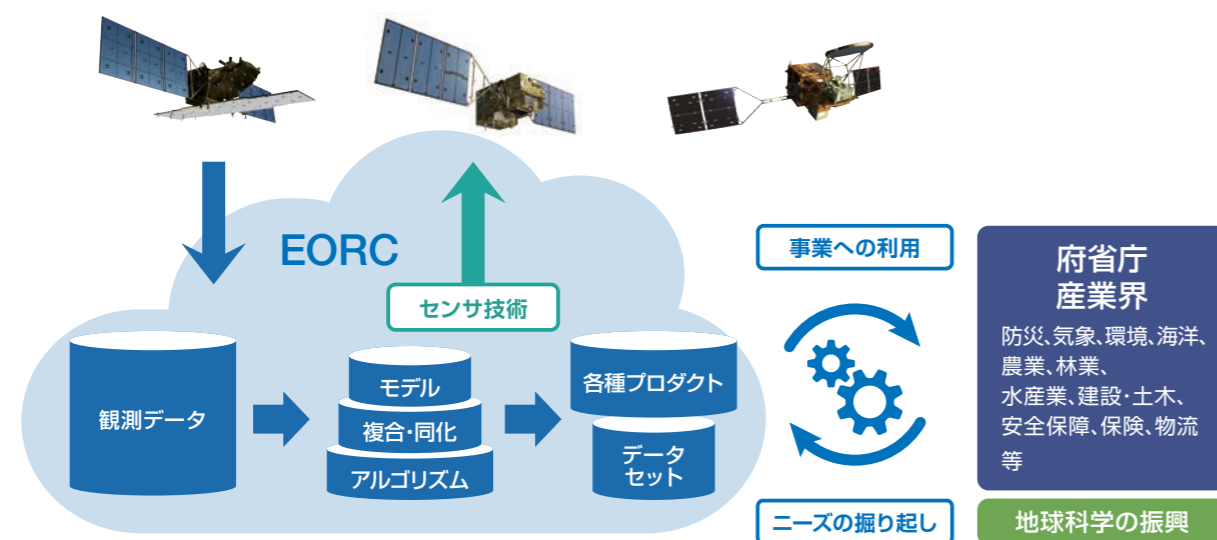 EORC
センサ技術
観測データ
モデル
複合・同化
アルゴリズム
各種プロダクト
データ
セット
事業への利用
ニーズの掘り起し
府省庁
産業界
防災、気象、環境、海洋、
農業、林業、
水産業、建設・土木、
安全保障、保険、物流
等
地球科学の振興